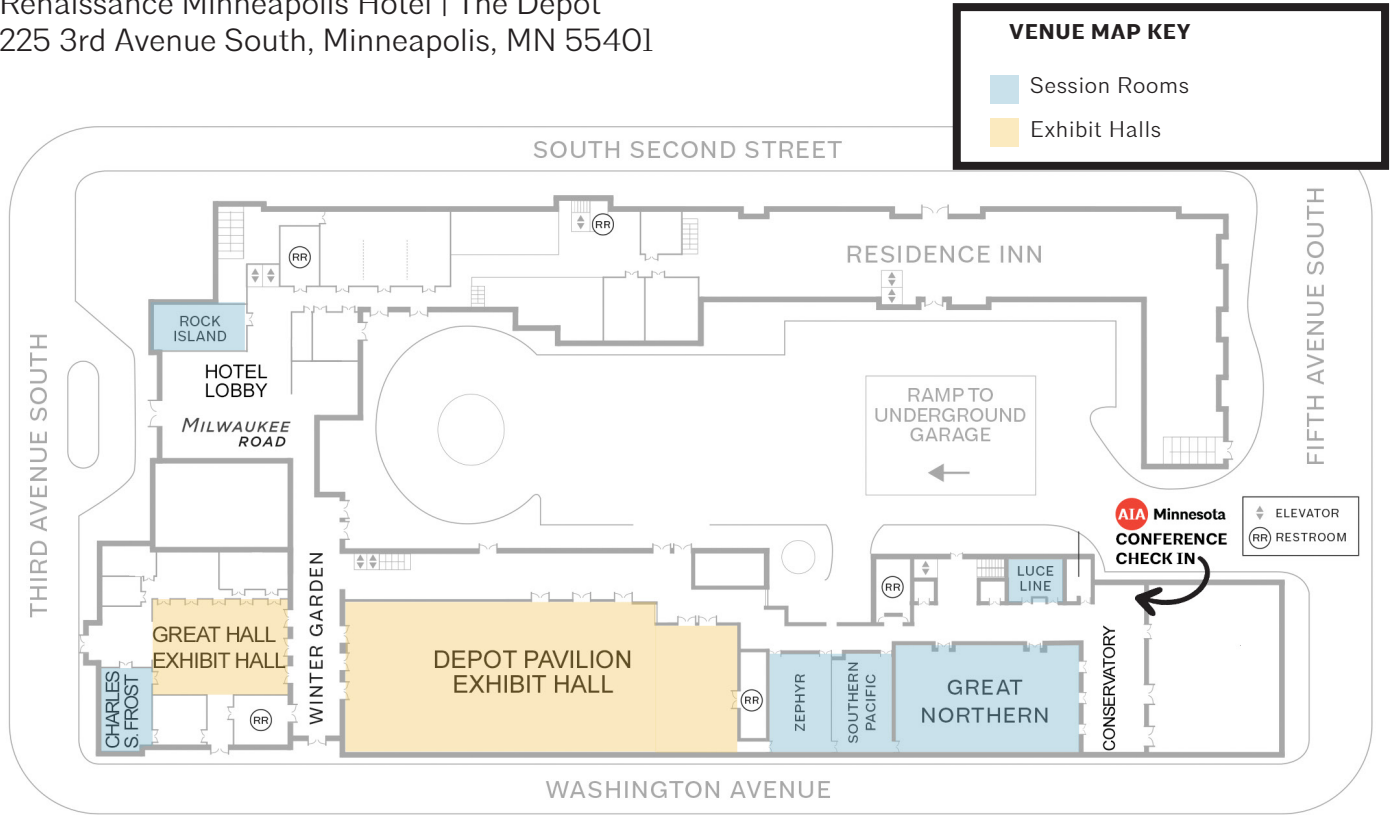 Renaissance Minneapolis Hotel | The Depot
225 3rd Avenue South, Minneapolis, MN 55401
VENUE MAP KEY
Session Rooms
Exhibit Halls
SOUTH SECOND STREET
FIFTH AVENUE SOUTH
THIRD AVENUE SOUTH
WASHINGTON AVENUE
RR
RR
RESIDENCE INN
ROCK
ISLAND
HOTEL
LOBBY
MILWAUKEE
ROAD
RAMP TO
UNDERGROUND
GARAGE
AIA Minnesota
CONFERENCE
CHECK IN
ELEVATOR
RR RESTROOM
WINTER GARDEN
GREAT HALL
EXHIBIT HALL
CHARLES
S. FROST
RR
DEPOT PAVILION
EXHIBIT HALL
RR
ZEPHYR
SOUTHERN
PACIFIC
RR
LUCE
LINE
GREAT
NORTHERN
CONSERVATORY